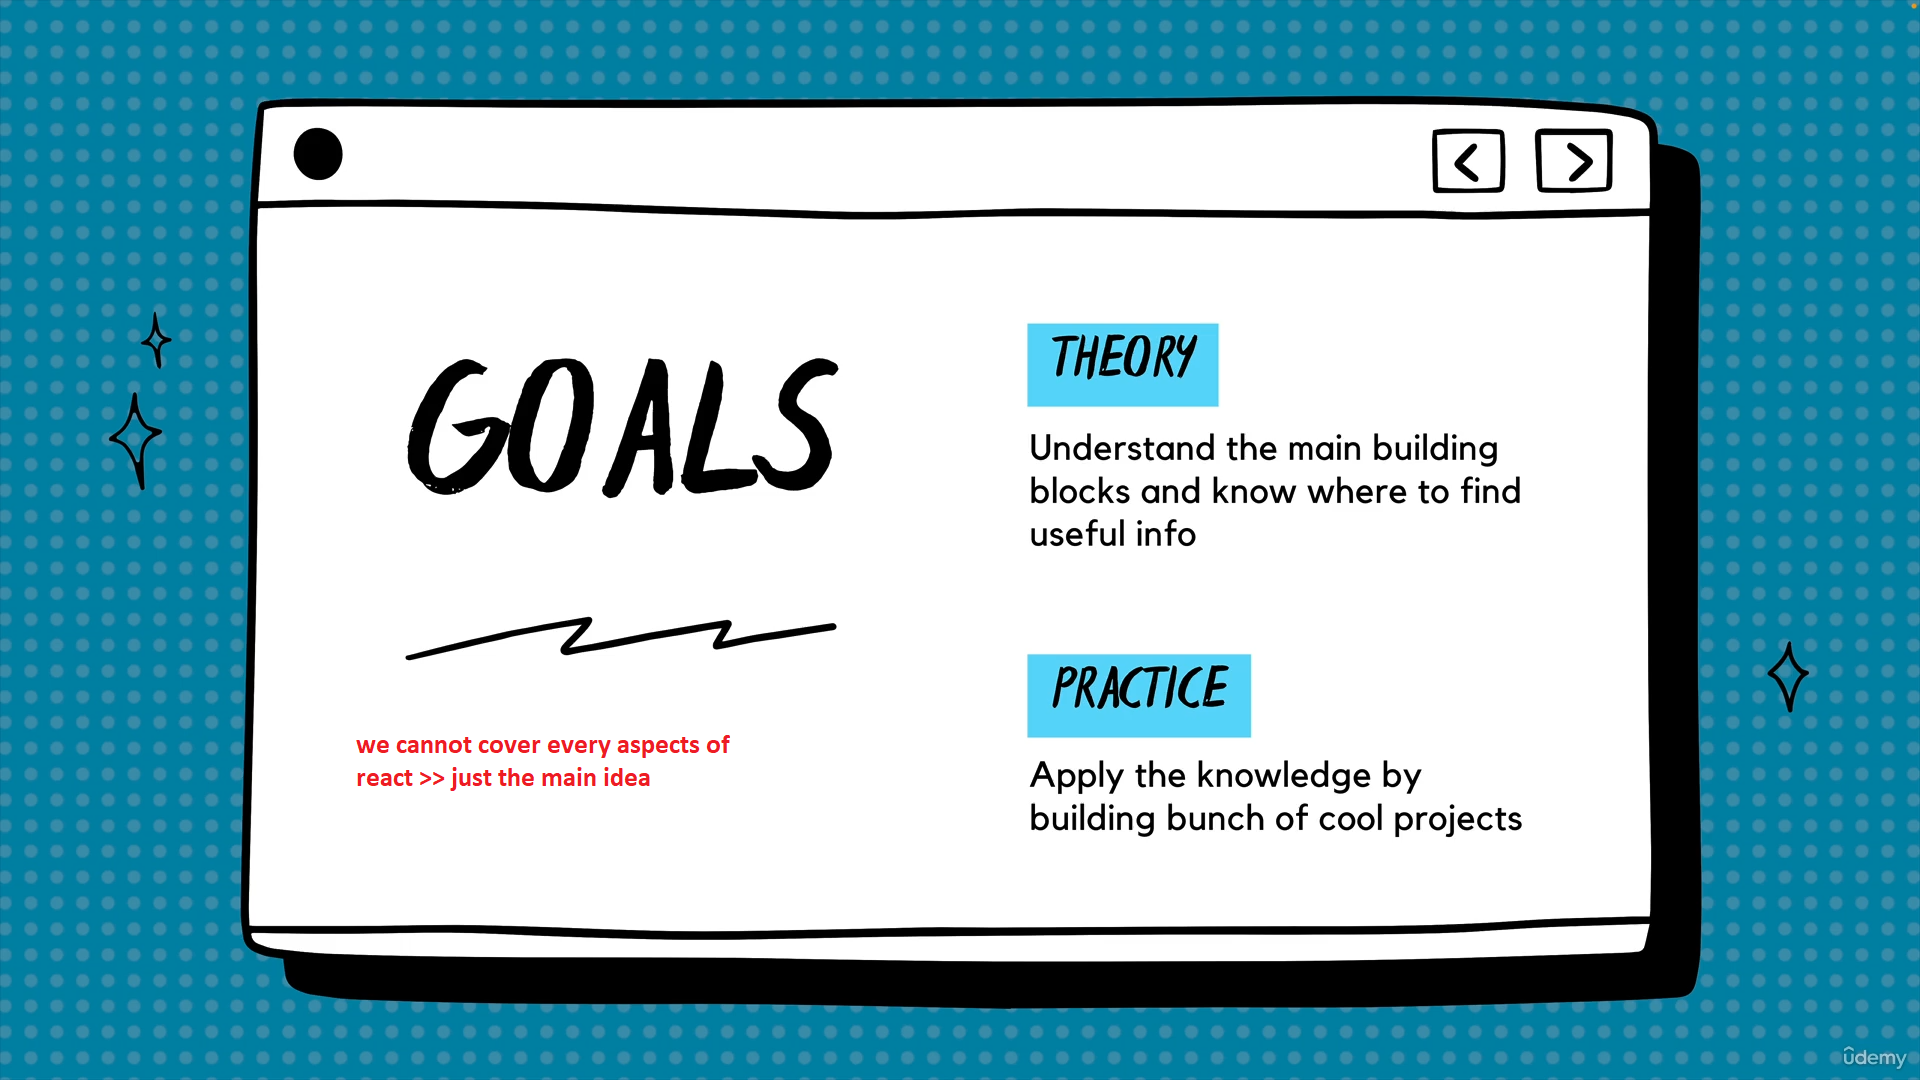 GOALS
we cannot cover every aspects of
react >> just the main idea
THEORY
Understand the main building
blocks and know where to find
useful info
PRACTICE
Apply the knowledge by
building bunch of cool projects
ûdemy